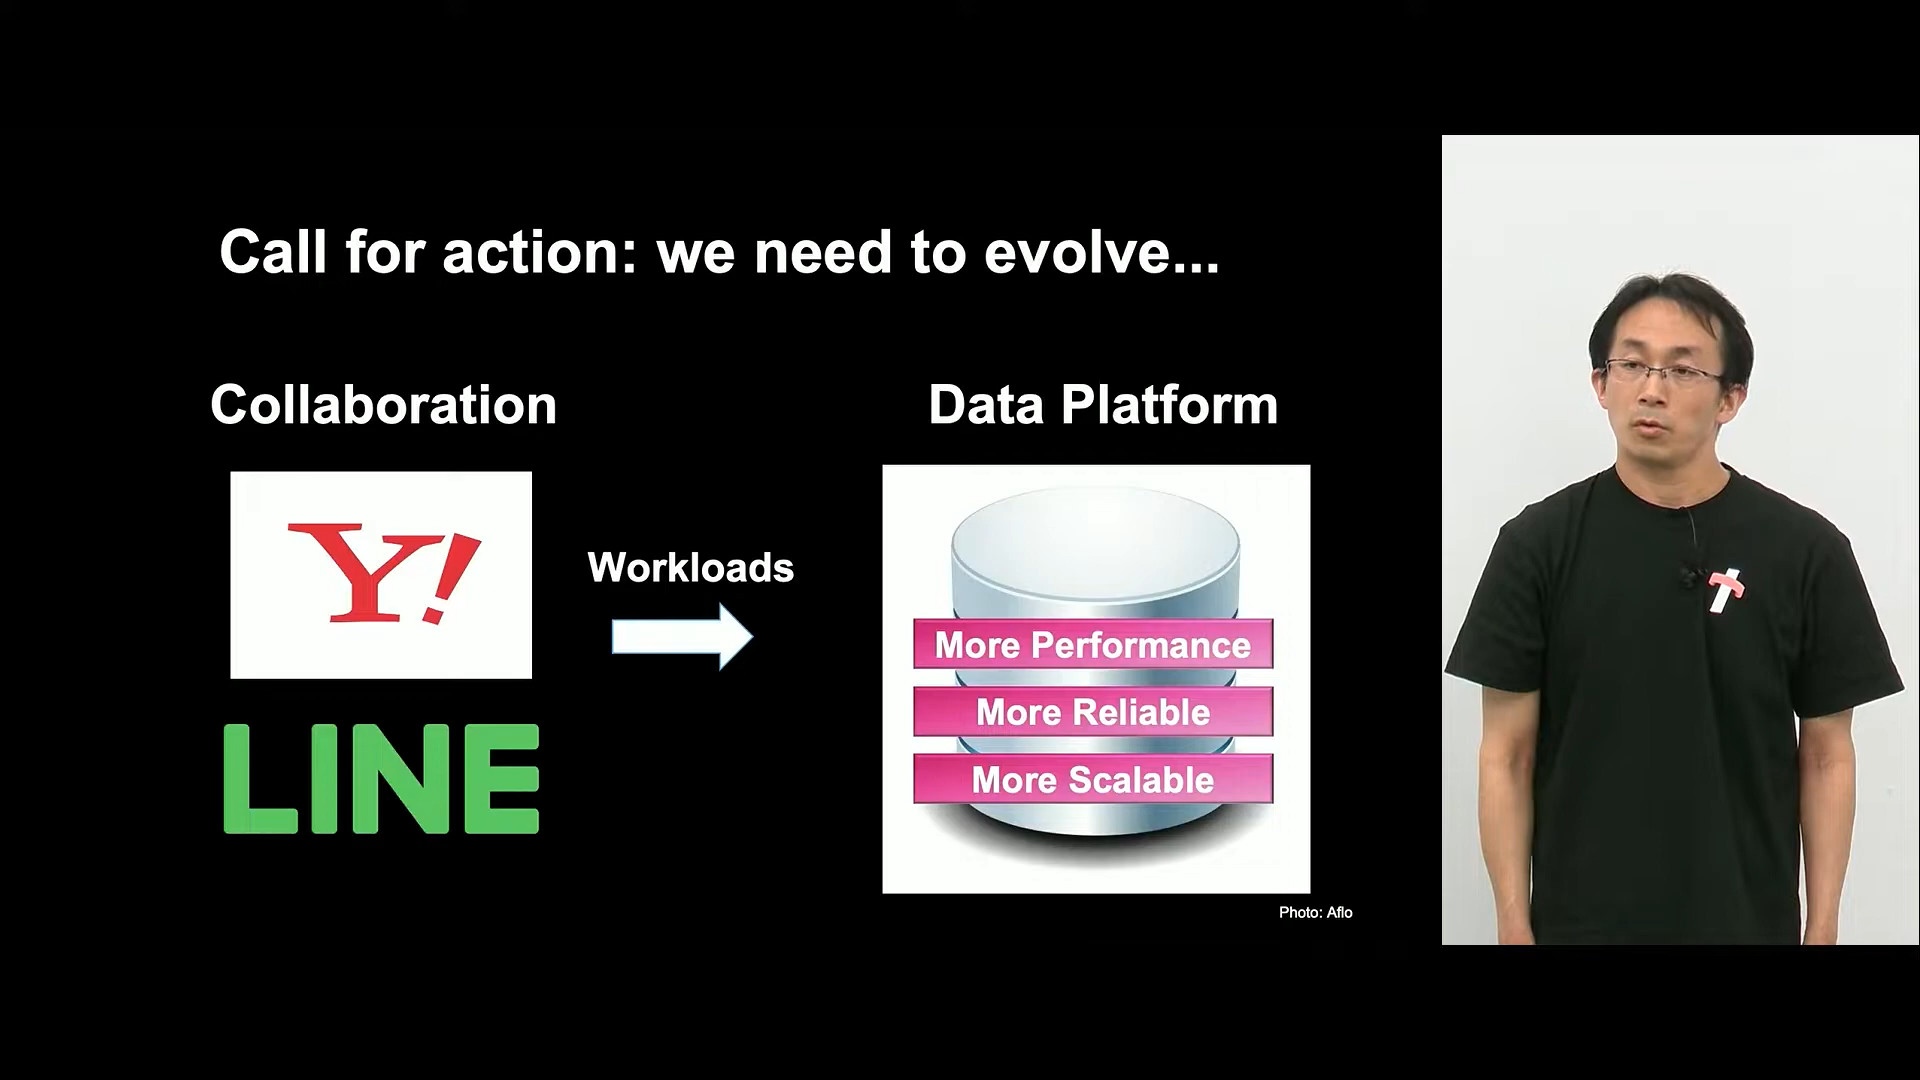 Call for action: we need to evolve...
Collaboration
Data Platform
Y!
Workloads
More Performance
More Reliable
More Scalable
LINE
Photo: Aflo